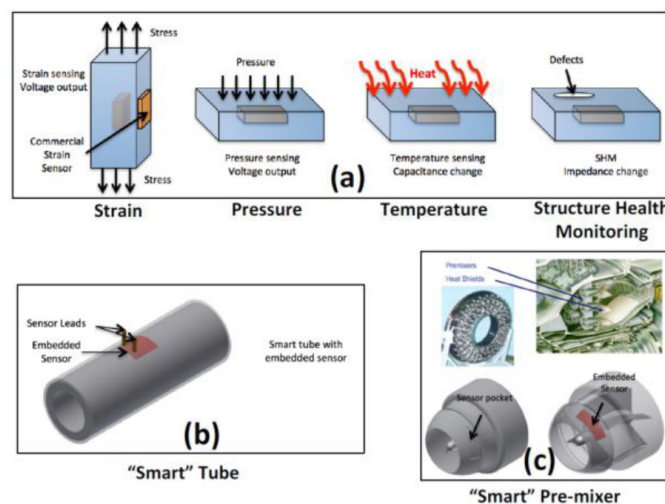 Stress
Strain sensing
Voltage output
Commercial
Strain
Sensor
Stress
Pressure
Pressure sensing
Voltage output
Heat
Temperature sensing
Capacitance change
Defects
SHM
Impedance change
(a)
Strain
Pressure
Temperature
Structure Health
Monitoring
Sensor Leads
Embedded
Sensor
Smart tube with
embedded sensor
(b)
"Smart" Tube
Premixers
Heat Shields
Sensor pocket
Embedded
Sensor
(c)
"Smart" Pre-mixer